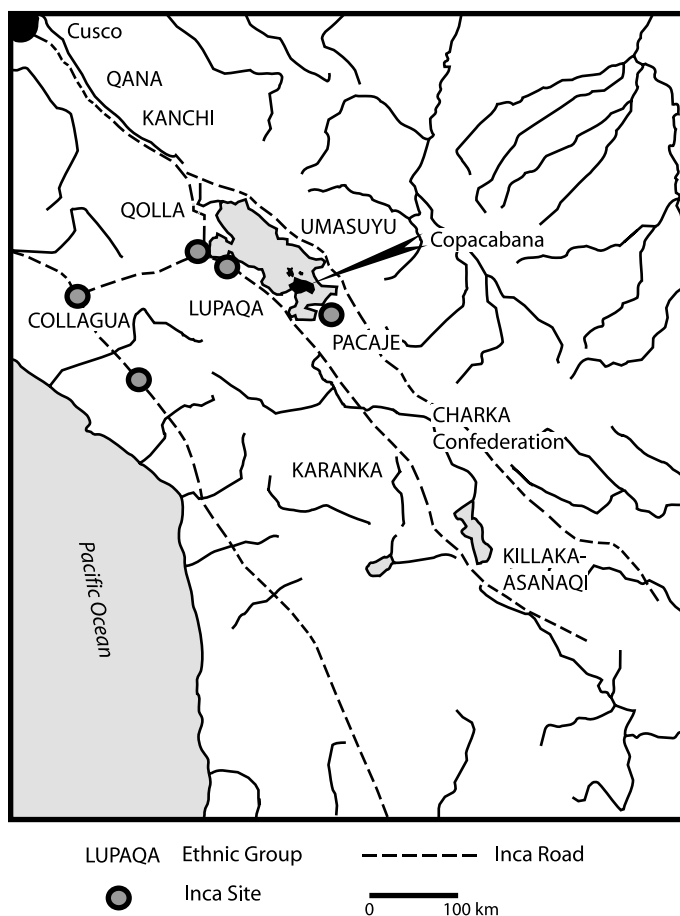 Cusco
QANA
KANCHI
QOLLA
UMASUYU
Copacabana
LUPAQA
COLLAGUA
PACAJE
CHARKA
Confederation
KARANKA
KILLAKA-
ASANAQI
Pacific Ocean
LUPAQA Ethnic Group
Inca Road
Inca Site
0 100 km